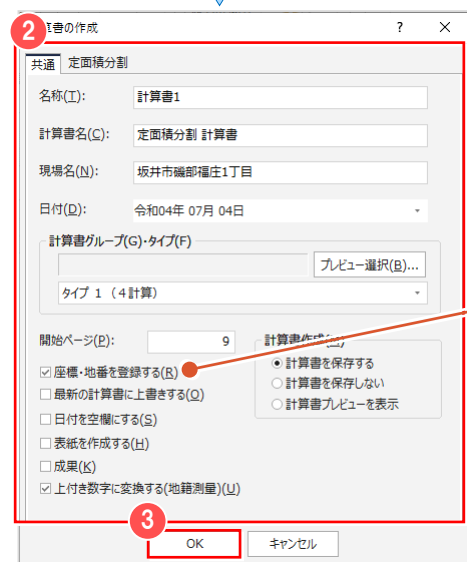 2
書の作成 ? ×
共通 定面積分割
名称(T): 計算書1
計算書名(C): 定面積分割 計算書
現場名(N): 坂井市磯部福庄1丁目
日付(D): 令和04年 07月 04日
計算書グループ(G)・タイプ(F)
プレビュー選択(B)...
タイプ 1 （4計算）
開始ページ(P): 9
計算書作成
座標・地番を登録する(R)
計算書を保存する
最新の計算書に上書きする(O)
計算書を保存しない
日付を空欄にする(S)
計算書プレビューを表示
表紙を作成する(H)
成果(K)
上付き数字に変換する(地籍測量)(U)
3
OK キャンセル